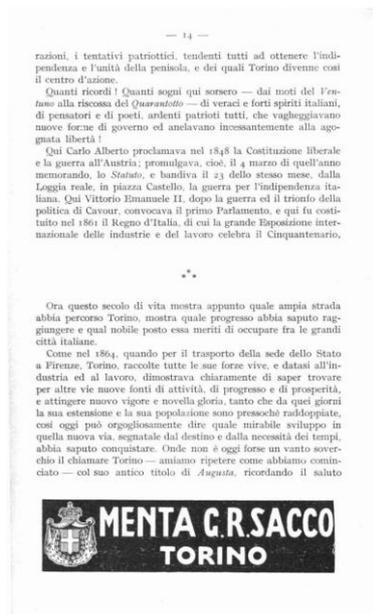 — 14 —
razioni, i tentativi patriottici, tendenti tutti ad ottenere l'indi-
pendenza e l'unità della penisola, e dei quali Torino divenne così
il centro d'azione.
Quanti ricordi ! Quanti sogni qui sorsero — dai moti del Ven-
tuno alla riscossa del Quarantotto — di veraci e forti spiriti italiani,
di pensatori e di poeti, ardenti patrioti tutti, che vagheggiavano
nuove forme di governo ed anelavano incessantemente alla ago-
gnata libertà !
Qui Carlo Alberto proclamava nel 1848 la Costituzione liberale
e la guerra all'Austria; promulgava, cioè, il 4 marzo di quell'anno
memorando, lo Statuto, e bandiva il 23 dello stesso mese, dalla
Loggia reale, in piazza Castello, la guerra per l'indipendenza ita-
liana. Qui Vittorio Emanuele II, dopo la guerra ed il trionfo della
politica di Cavour, convocava il primo Parlamento, e qui fu costi-
tuito nel 1861 il Regno d'Italia, di cui la grande Esposizione inter-
nazionale delle industrie e del lavoro celebra il Cinquantenario,
* * *
Ora questo secolo di vita mostra appunto quale ampia strada
abbia percorso Torino, mostra quale progresso abbia saputo rag-
giungere e qual nobile posto essa meriti di occupare fra le grandi
città italiane.
Come nel 1864, quando per il trasporto della sede dello Stato
a Firenze, Torino, raccolte tutte le sue forze vive, e datasi all'in-
dustria ed al lavoro, dimostrava chiaramente di saper trovare
per altre vie nuove fonti di attività, di progresso e di prosperità,
e attingere nuovo vigore e novella gloria, tanto che da quei giorni
la sua estensione e la sua popolazione sono pressochè raddoppiate,
così oggi può orgogliosamente dire quale mirabile sviluppo in
quella nuova via, segnatale dal destino e dalla necessità dei tempi,
abbia saputo conquistare. Onde non è oggi forse un vanto sover-
chio il chiamare Torino — amiamo ripetere come abbiamo comin-
ciato — col suo antico titolo di Augusta, ricordando il saluto
MENTA G.R.SACCO
TORINO